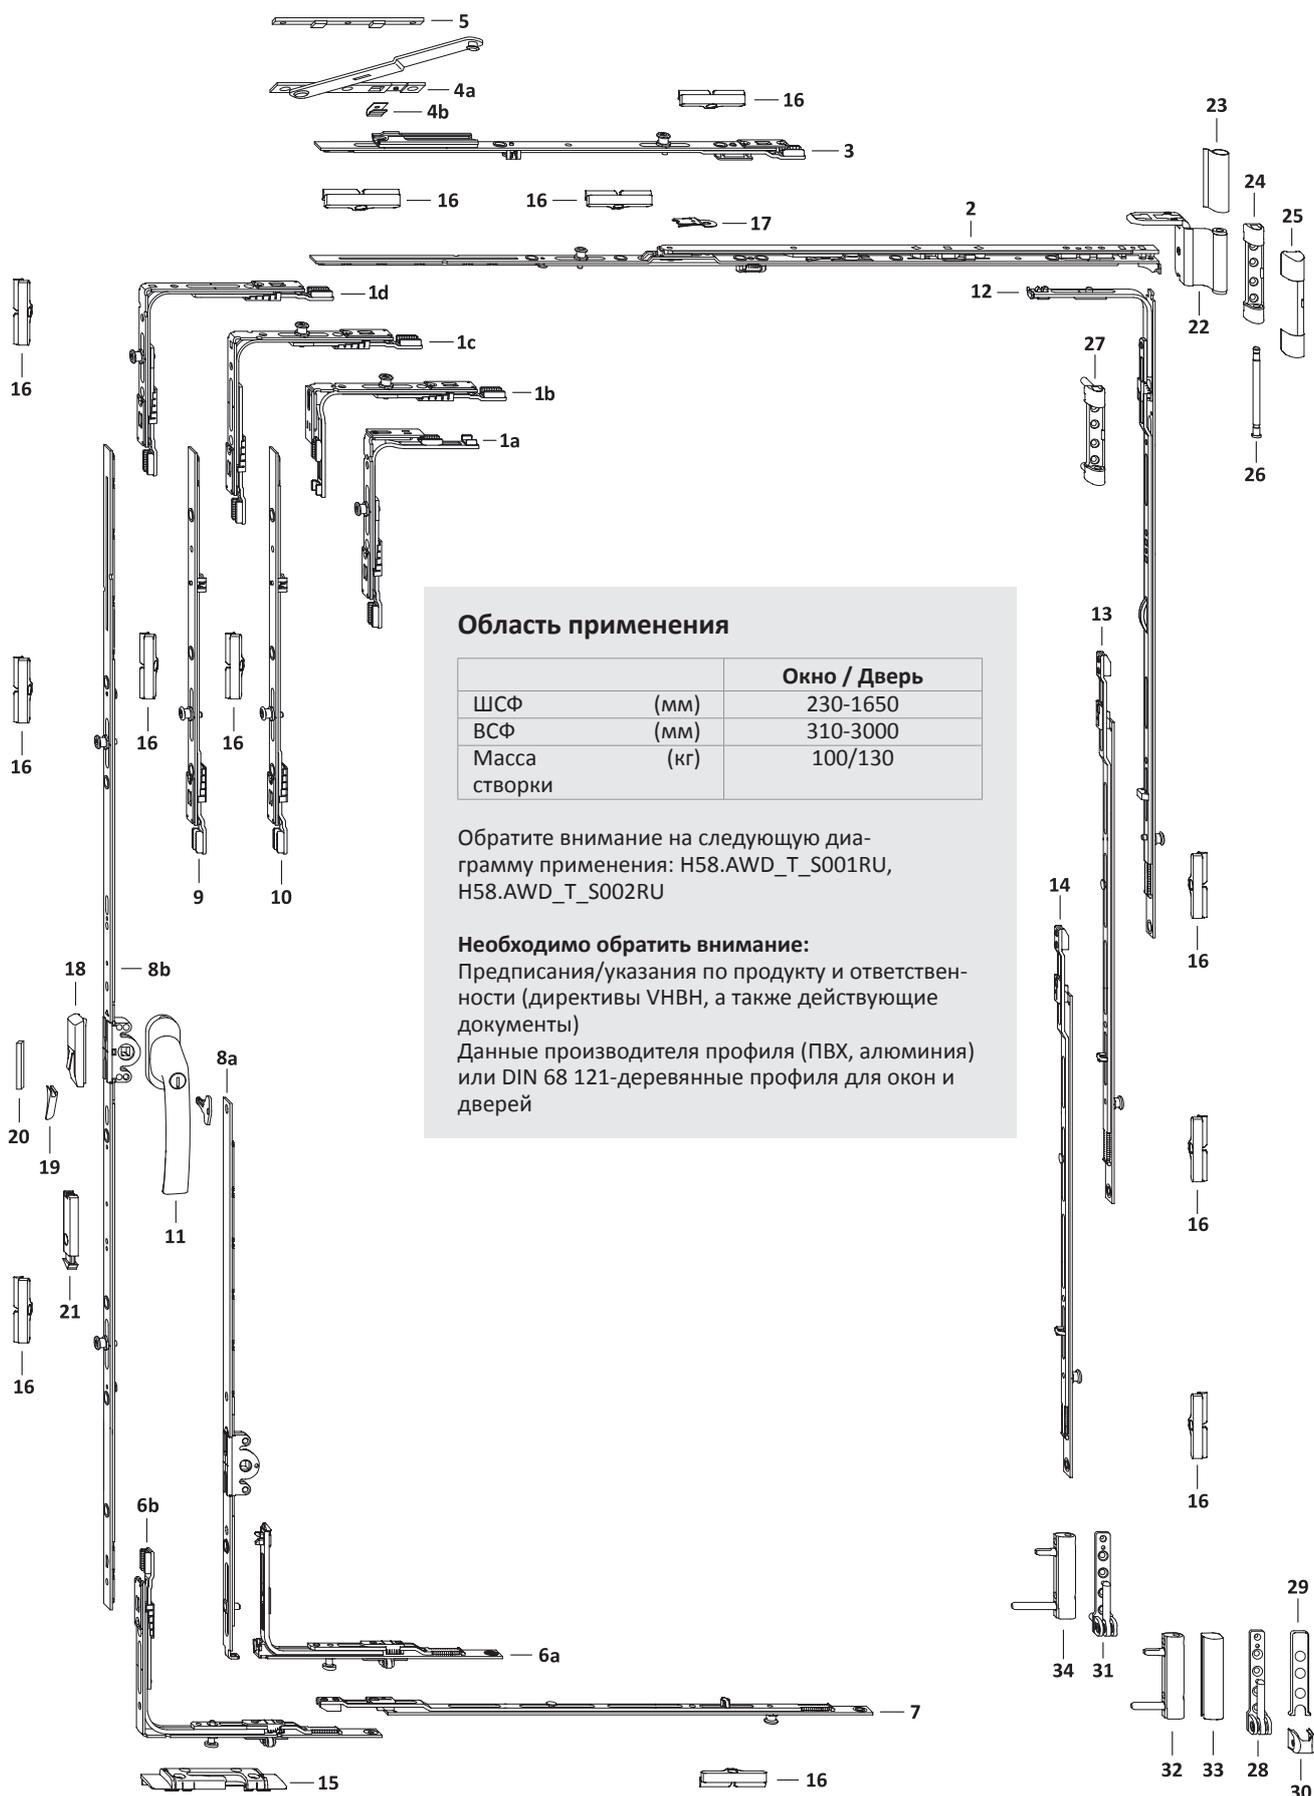 5
4a
4b
16
23
3
24
16
16
2
25
17
1d
12
22
1c
27
16
1b
1a
26
Область применения
13
Окно / Дверь
ШСФ (мм) 230-1650
ВСФ (мм) 310-3000
16
16
16
Масса (кг) 100/130
створки
Обратите внимание на следующую диа-
грамму применения: H58.AWD_T_S001RU,
H58.AWD_T_S002RU
9
10
14
Необходимо обратить внимание:
16
18
8b
Предписания/указания по продукту и ответствен-
ности (директивы VHBH, а также действующие
документы)
Данные производителя профиля (ПВХ, алюминия)
или DIN 68 121-деревянные профиля для окон и
дверей
8a
20
19
11
16
21
16
6b
16
29
6a
34
31
7
32
33
28
15
16
30